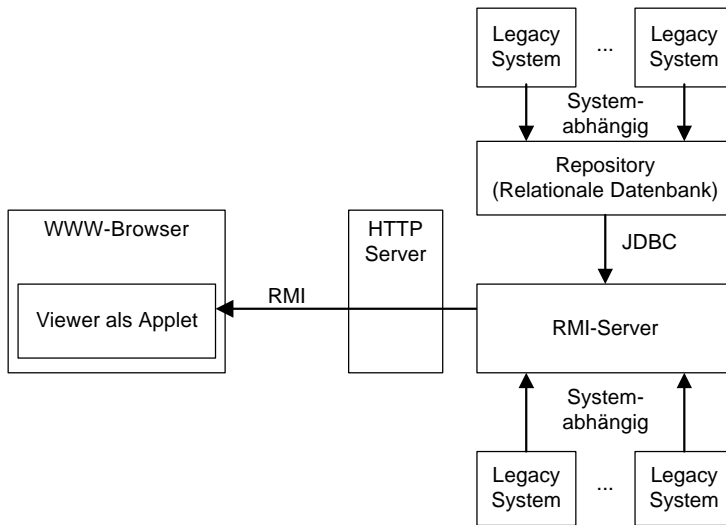 Legacy
System
...
Legacy
System
System-
abhängig
Repository
(Relationale Datenbank)
JDBC
WWW-Browser
Viewer als Applet
HTTP
Server
RMI
RMI-Server
System-
abhängig
Legacy
System
...
Legacy
System